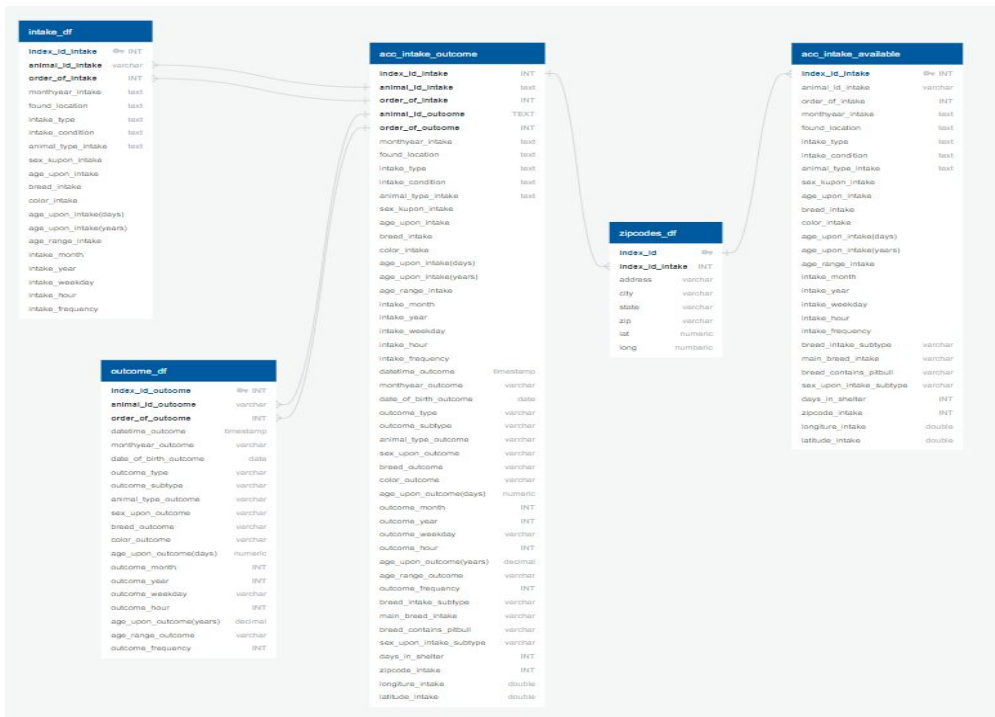 intake_df
index_id_intake INT
animal_id_intake varchar
order_of_intake INT
monthyear_intake text
found_location text
intake_type text
intake_condition text
animal_type_intake text
sex_kupon_intake
age_upon_intake
breed_intake
color_intake
age_upon_intake(days)
age_upon_intake(years)
age_range_intake
intake_month
intake_year
intake_weekday
intake_hour
intake_frequency
outcome_df
index_id_outcome INT
animal_id_outcome varchar
order_of_outcome INT
datetime_outcome timestamp
monthyear_outcome varchar
date_of_birth_outcome date
outcome_type varchar
outcome_subtype varchar
animal_type_outcome varchar
sex_upon_outcome varchar
breed_outcome varchar
color_outcome varchar
age_upon_outcome(days) numeric
outcome_month INT
outcome_year INT
outcome_weekday varchar
outcome_hour INT
age_upon_outcome(years) decimal
age_range_outcome varchar
outcome_frequency INT
acc_intake_outcome
index_id_intake INT
animal_id_intake text
order_of_intake INT
animal_id_outcome TEXT
order_of_outcome INT
monthyear_intake text
found_location text
intake_type text
intake_condition text
animal_type_intake text
sex_kupon_intake
age_upon_intake
breed_intake
color_intake
age_upon_intake(days)
age_upon_intake(years)
age_range_intake
intake_month
intake_year
intake_weekday
intake_hour
intake_frequency
datetime_outcome timestamp
monthyear_outcome varchar
date_of_birth_outcome date
outcome_type varchar
outcome_subtype varchar
animal_type_outcome varchar
sex_upon_outcome varchar
breed_outcome varchar
color_outcome varchar
age_upon_outcome(days) numeric
outcome_month INT
outcome_year INT
outcome_weekday varchar
outcome_hour INT
age_upon_outcome(years) decimal
age_range_outcome varchar
outcome_frequency INT
breed_intake_subtype varchar
main_breed_intake varchar
breed_contains_pitbull varchar
sex_upon_intake_subtype varchar
days_in_shelter INT
zipcode_intake INT
longiture_intake double
latitude_intake double
zipcodes_df
index_id
index_id_intake INT
address varchar
city varchar
state varchar
zip varchar
lat numeric
long numberic
acc_intake_available
index_id_intake INT
animal_id_intake varchar
order_of_intake INT
monthyear_intake text
found_location text
intake_type text
intake_condition text
animal_type_intake text
sex_kupon_intake
age_upon_intake
breed_intake
color_intake
age_upon_intake(days)
age_upon_intake(years)
age_range_intake
intake_month
intake_year
intake_weekday
intake_hour
intake_frequency
breed_intake_subtype varchar
main_breed_intake varchar
breed_contains_pitbull varchar
sex_upon_intake_subtype varchar
days_in_shelter INT
zipcode_intake INT
longiture_intake double
latitude_intake double